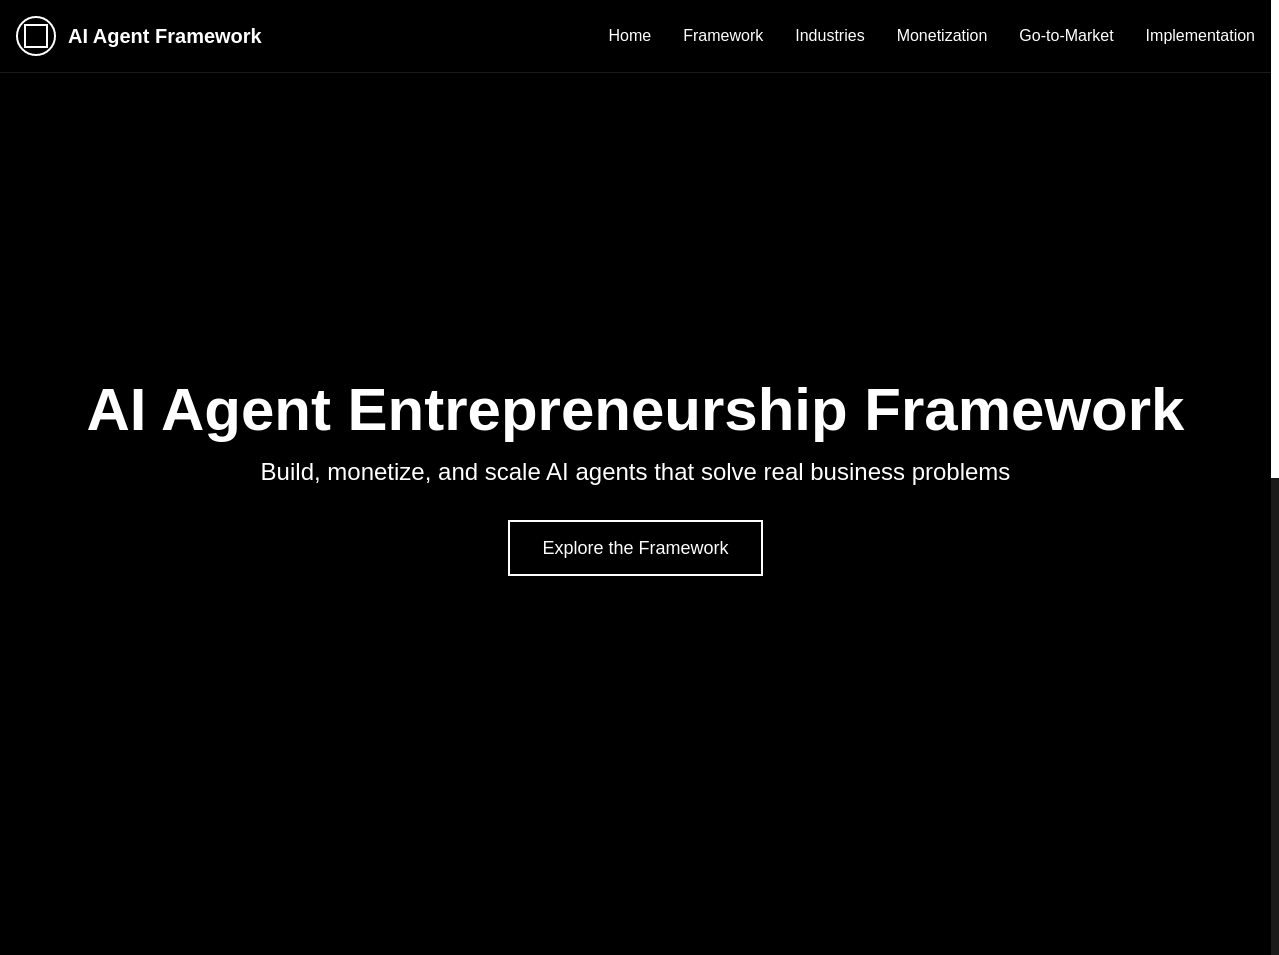 AI Agent Framework
Home Framework Industries Monetization Go-to-Market Implementation
AI Agent Entrepreneurship Framework
Build, monetize, and scale AI agents that solve real business problems
Explore the Framework